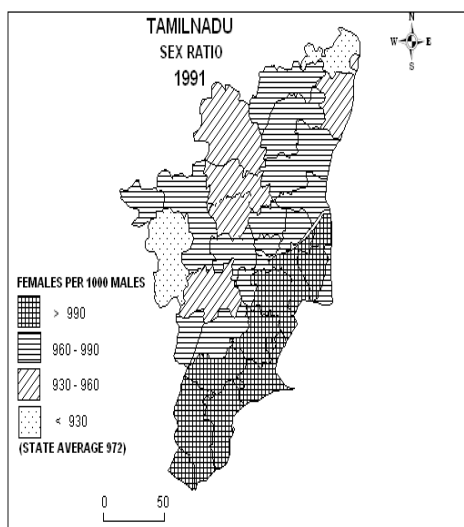 TAMILNADU
SEX RATIO
1991
N
W E
S
FEMALES PER 1000 MALES
> 990
960 - 990
930 - 960
< 930
(STATE AVERAGE 972)
0 50